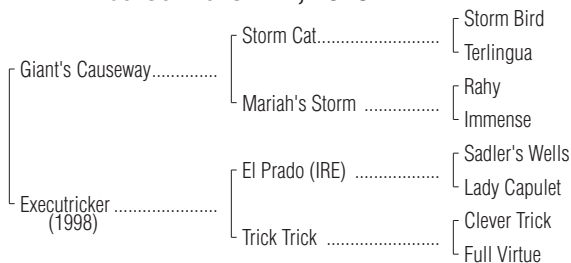 Storm Bird
Storm Cat..............................
Terlingua
Giant's Causeway..............
Rahy
Mariah's Storm ..................
Immense
Sadler's Wells
El Prado (IRE) ....................
Lady Capulet
Executricker ......................
(1998)
Clever Trick
Trick Trick ...........................
Full Virtue